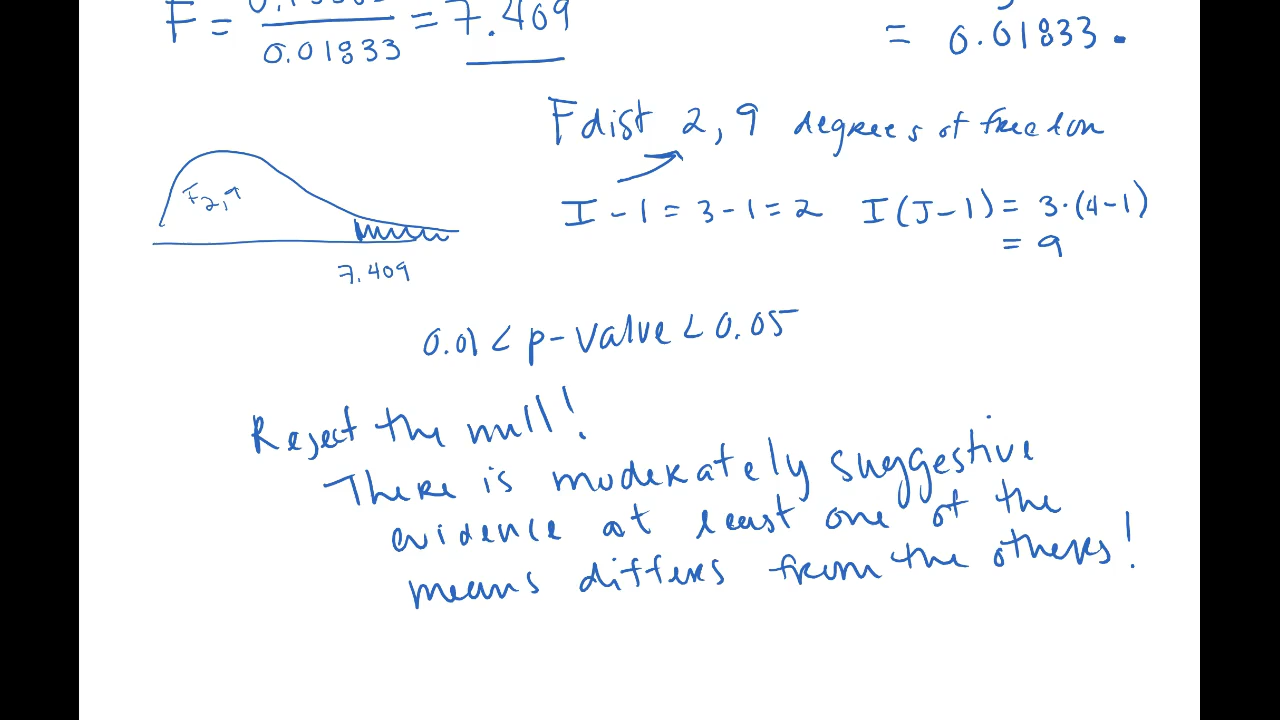 F = 0.01833 = 7.409
= 0.01833.
F dist 2, 9 degrees of freedom
F2,9
I - 1 = 3 - 1 = 2 I(J-1) = 3·(4-1)
= 9
7.409
0.01 < p-value < 0.05
Reject the null!
There is moderately suggestive
evidence at least one of the
means differs from the others!